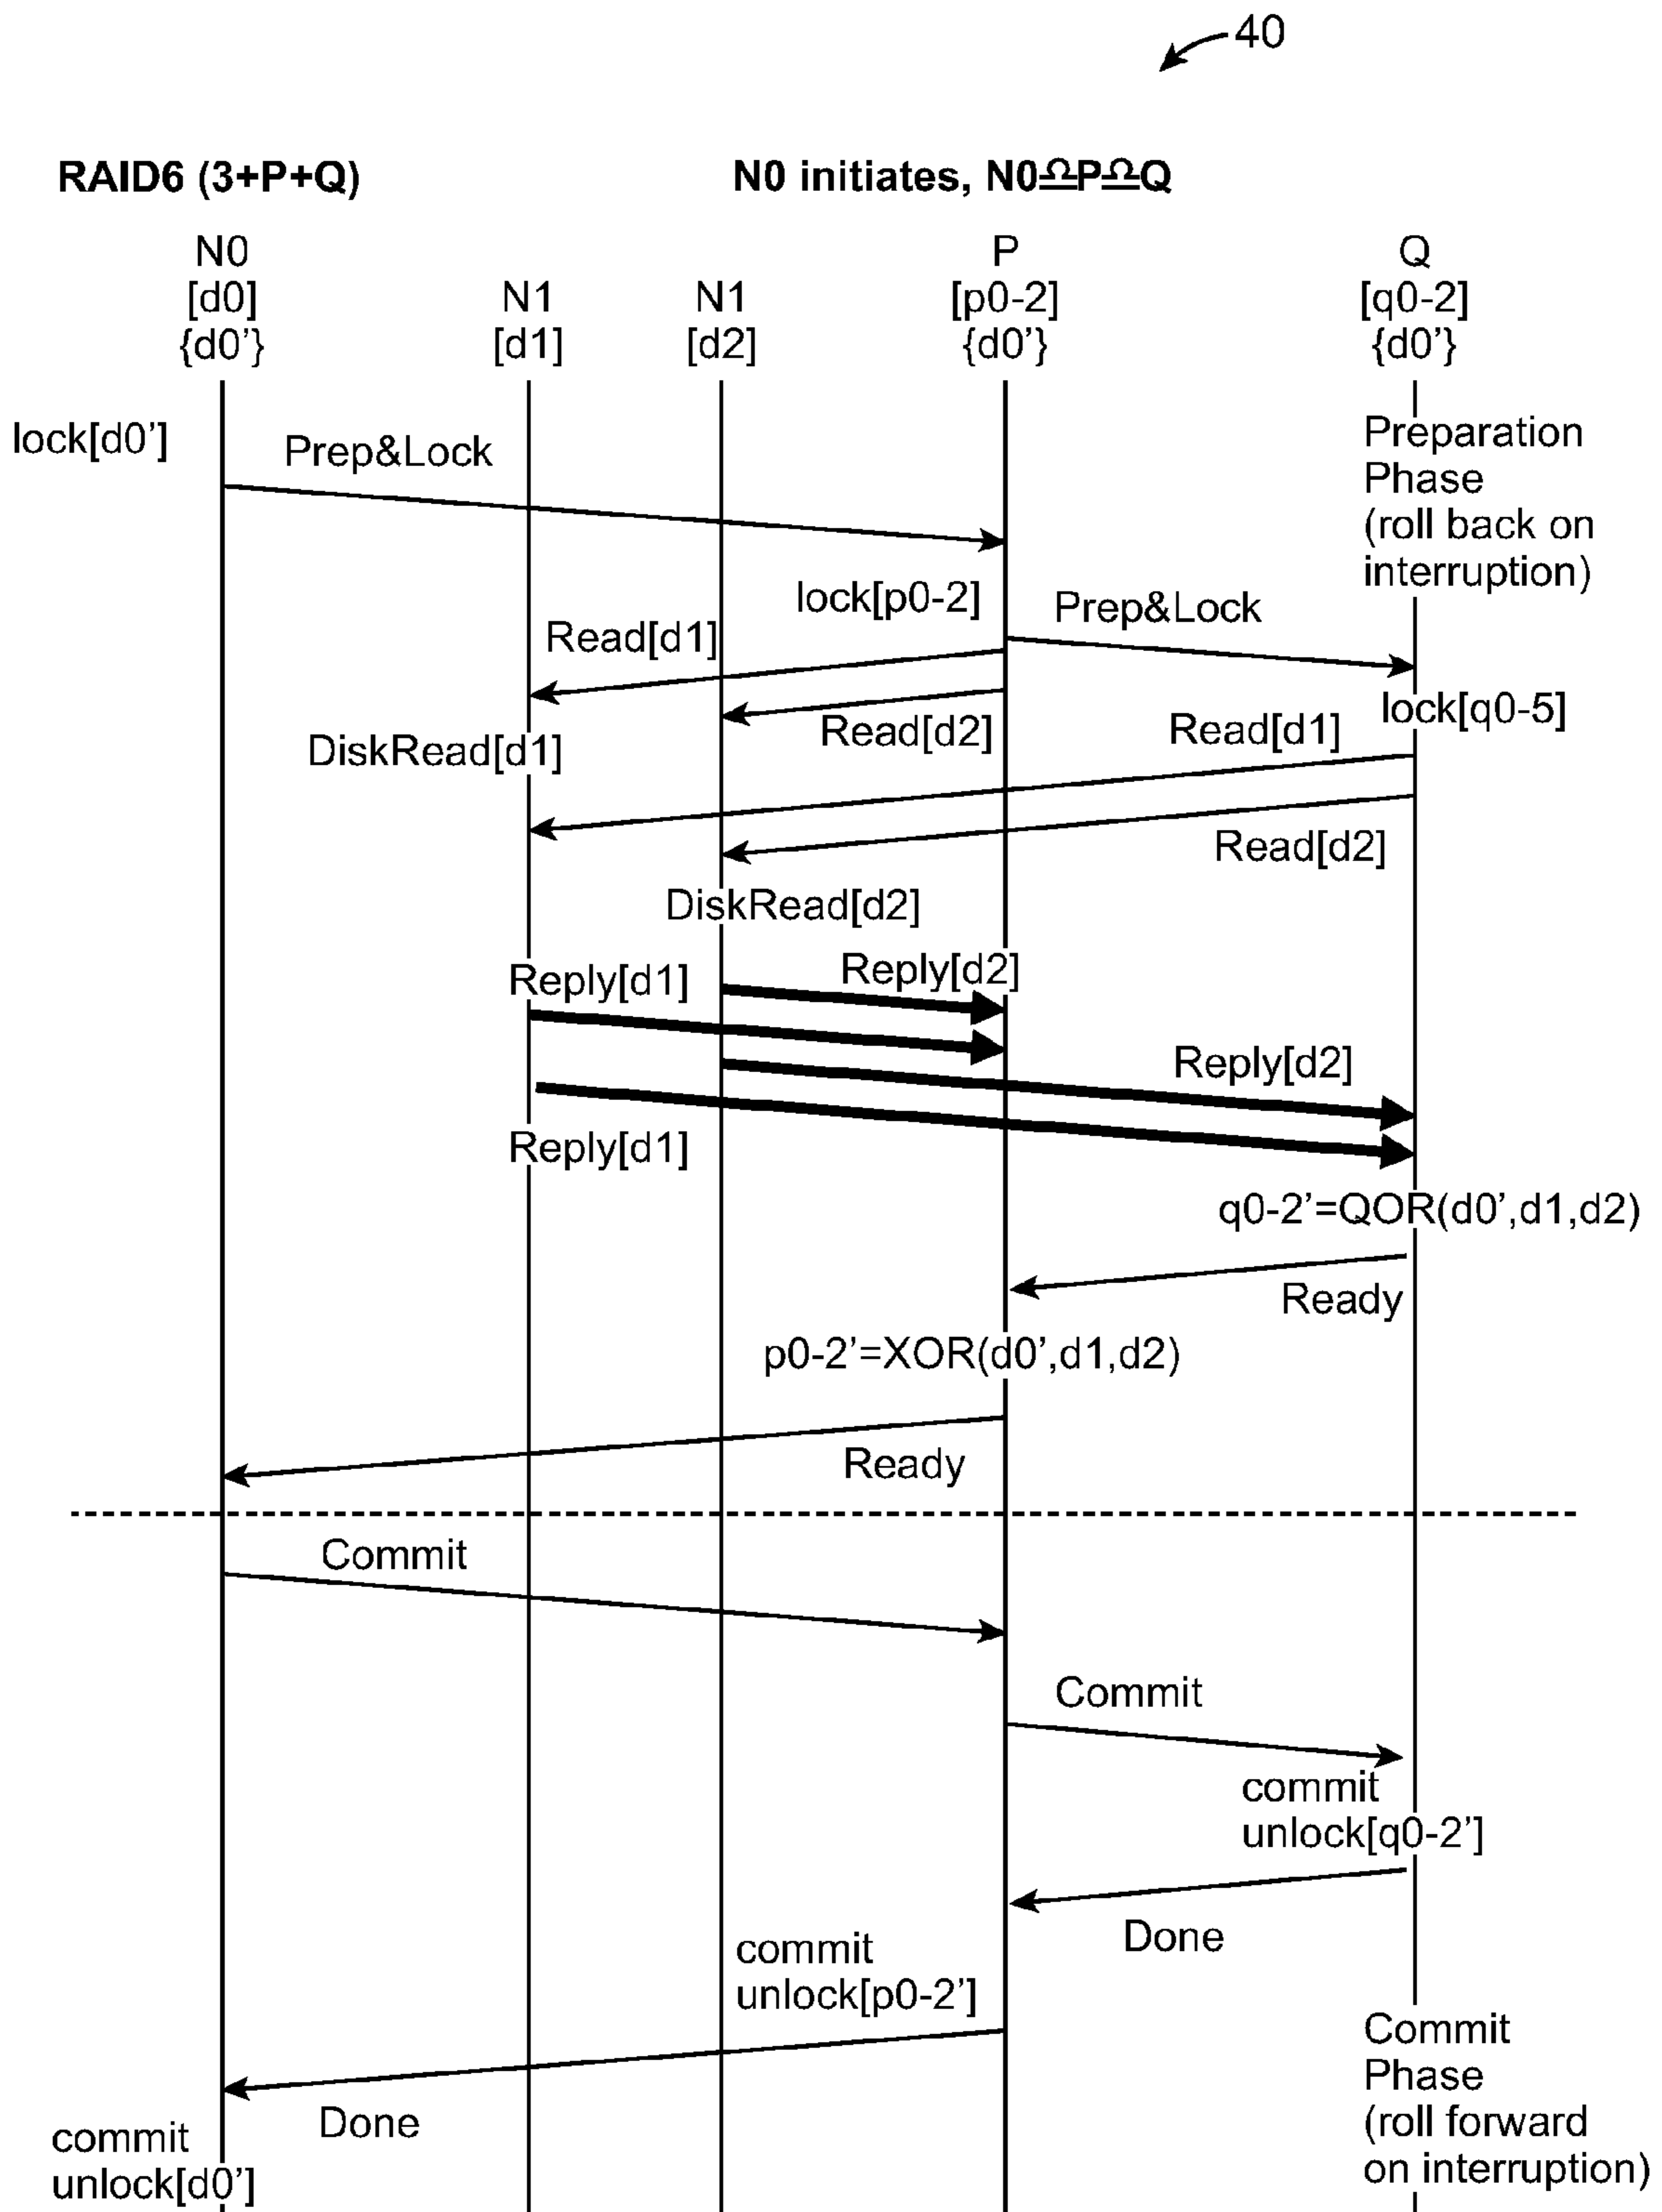 40
RAID6 (3+P+Q)
N0 initiates, N0♎P♎Q
N0
[d0]
{d0’}
N1
[d1]
N1
[d2]
P
[p0-2]
{d0’}
Q
[q0-2]
{d0’}
lock[d0’]
Prep&Lock
Preparation
Phase
(roll back on
interruption)
lock[p0-2]
Prep&Lock
Read[d1]
lock[q0-5]
Read[d2]
Read[d1]
DiskRead[d1]
Read[d2]
DiskRead[d2]
Reply[d2]
Reply[d1]
Reply[d2]
Reply[d1]
q0-2’=QOR(d0’,d1,d2)
Ready
p0-2’=XOR(d0’,d1,d2)
Ready
Commit
Commit
commit
unlock[q0-2’]
Done
commit
unlock[p0-2’]
Commit
Phase
(roll forward
on interruption)
Done
commit
unlock[d0’]